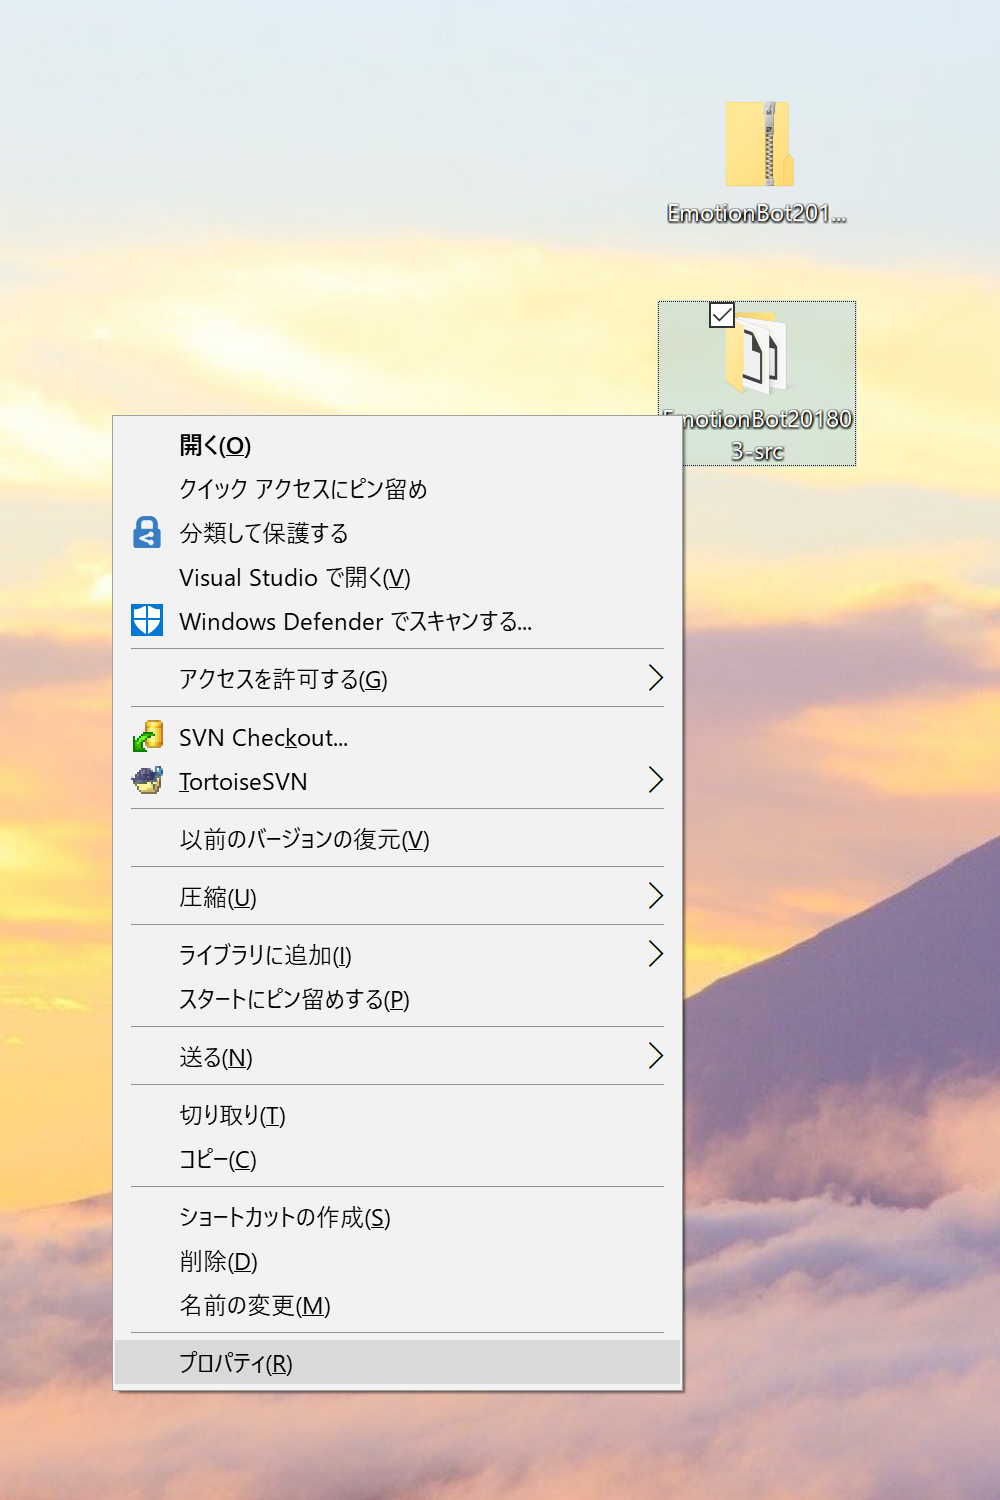 EmotionBot201...
EmotionBot20180
3-src
開く(O)
クイック アクセスにピン留め
分類して保護する
Visual Studio で開く(V)
Windows Defender でスキャンする...
アクセスを許可する(G)
SVN Checkout...
TortoiseSVN
以前のバージョンの復元(V)
圧縮(U)
ライブラリに追加(I)
スタートにピン留めする(P)
送る(N)
切り取り(T)
コピー(C)
ショートカットの作成(S)
削除(D)
名前の変更(M)
プロパティ(R)